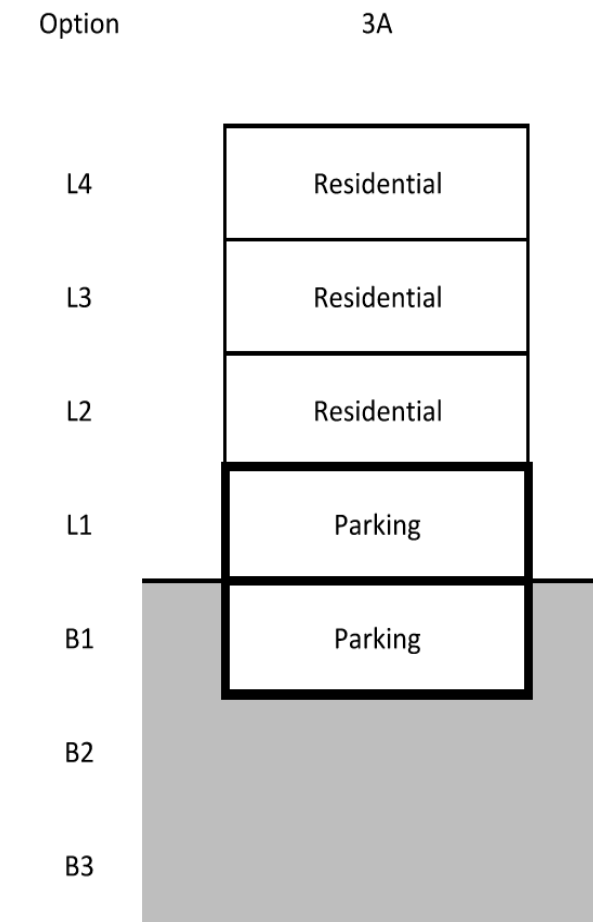 Option 3A
L4 Residential
L3 Residential
L2 Residential
L1 Parking
B1 Parking
B2
B3